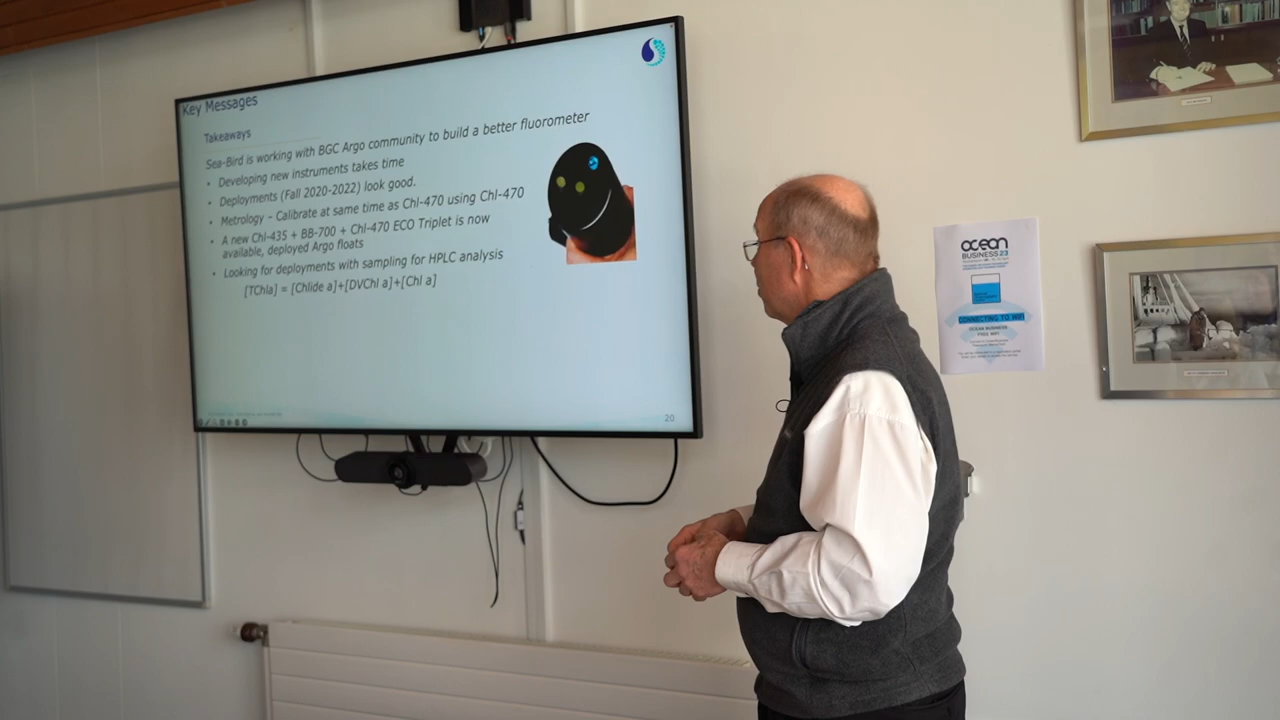 Key Messages
Takeaways
Sea-Bird is working with BGC Argo community to build a better fluorometer
• Developing new instruments takes time
• Deployments (Fall 2020-2022) look good.
• Metrology – Calibrate at same time as Chl-470 using Chl-470
• A new Chl-435 + BB-700 + Chl-470 ECO Triplet is now
available, deployed Argo floats
• Looking for deployments with sampling for HPLC analysis
[TChla] = [Chlide a]+[DVChl a]+[Chl a]
20
ocean
BUSINESS 23
CONNECTING TO WIFI
OCEAN BUSINESS
FREE WIFI